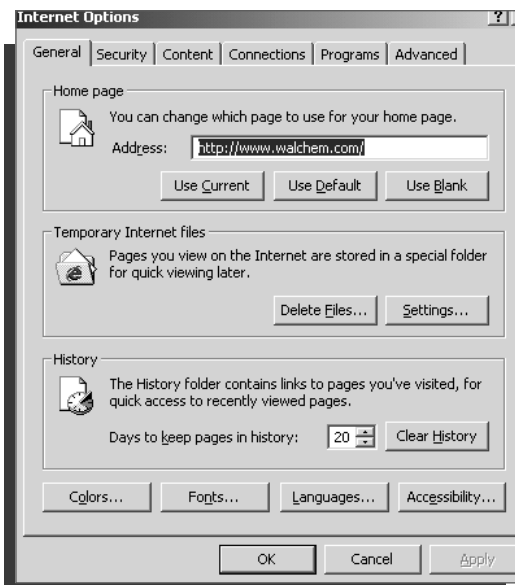 Internet Options
?
General Security Content Connections Programs Advanced
Home page
You can change which page to use for your home page.
Address: http://www.walchem.com/
Use Current Use Default Use Blank
Temporary Internet files
Pages you view on the Internet are stored in a special folder
for quick viewing later.
Delete Files... Settings...
History
The History folder contains links to pages you've visited, for
quick access to recently viewed pages.
Days to keep pages in history: 20 Clear History
Colors... Fonts... Languages... Accessibility...
OK Cancel Apply